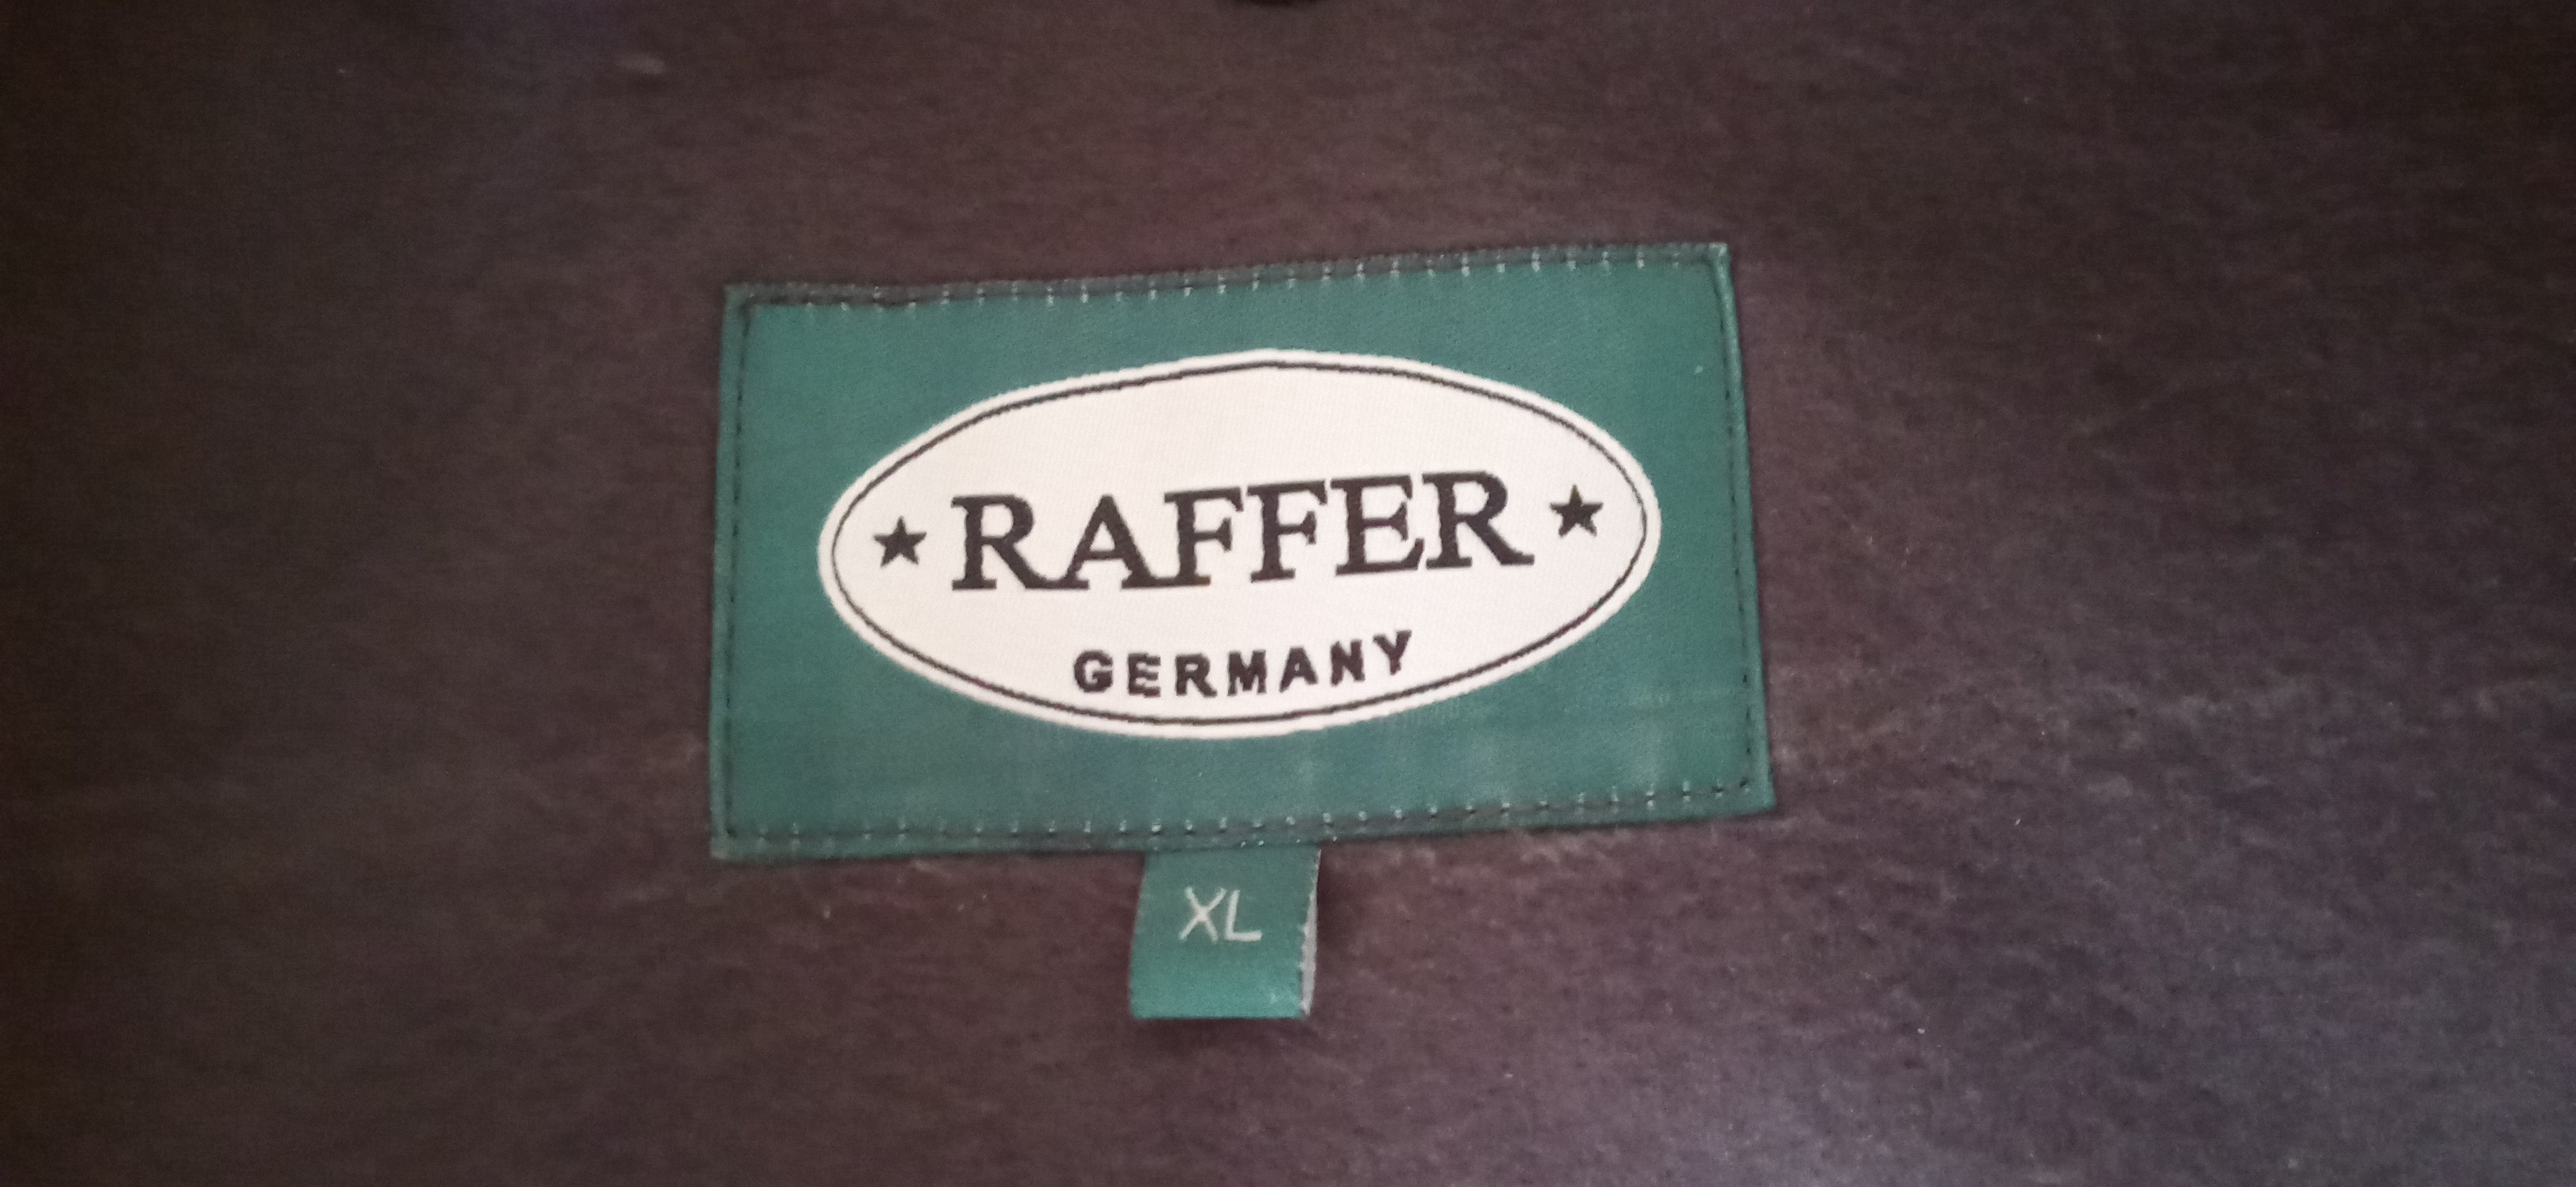 ★ RAFFER ★
GERMANY
XL